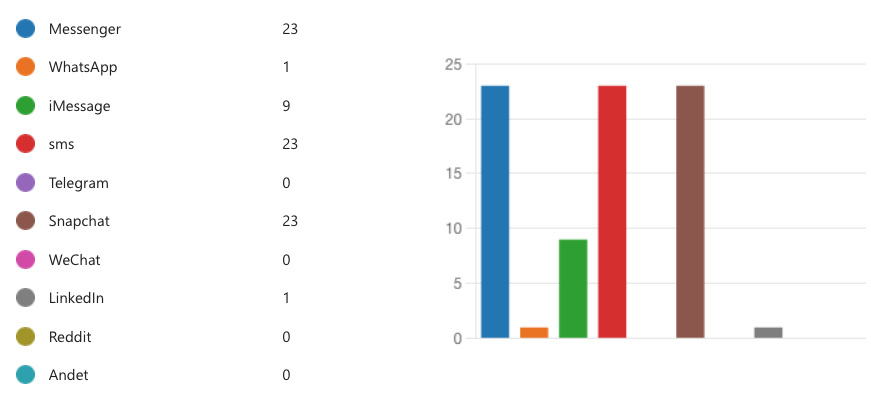 Messenger 23
WhatsApp 1
iMessage 9
sms 23
Telegram 0
Snapchat 23
WeChat 0
LinkedIn 1
Reddit 0
Andet 0
25
20
15
10
5
0